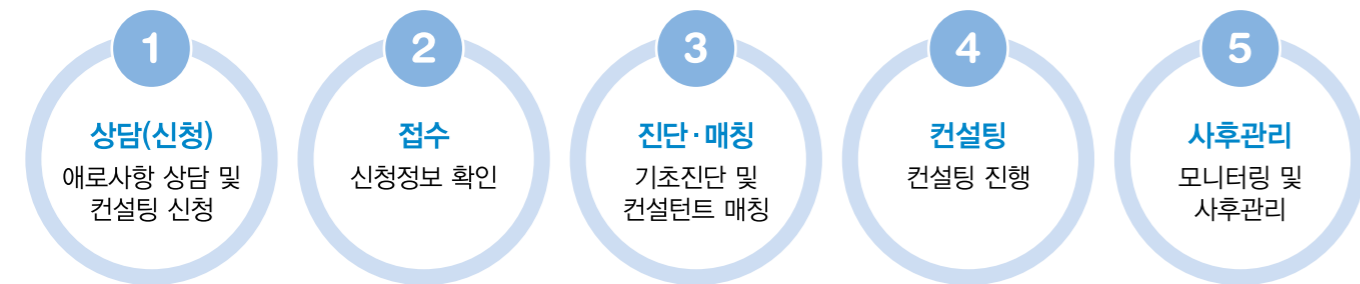 1
상담(신청)
애로사항 상담 및
컨설팅 신청
2
접수
신청정보 확인
3
진단·매칭
기초진단 및
컨설턴트 매칭
4
컨설팅
컨설팅 진행
5
사후관리
모니터링 및
사후관리